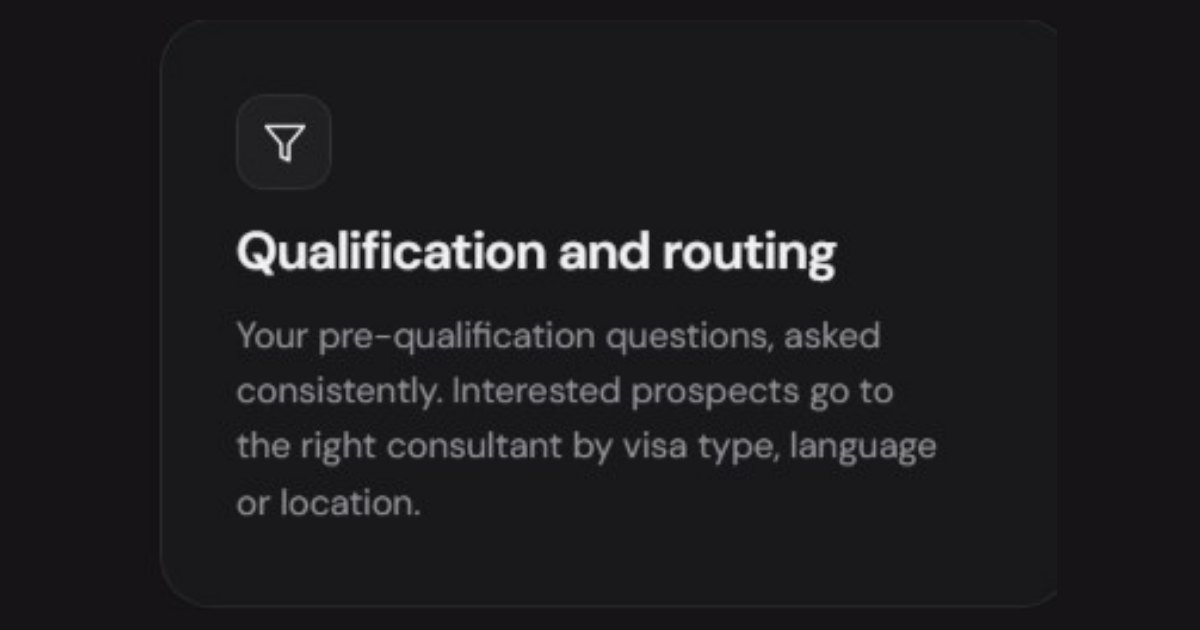 Qualification and routing
Your pre-qualification questions, asked
consistently. Interested prospects go to
the right consultant by visa type, language
or location.